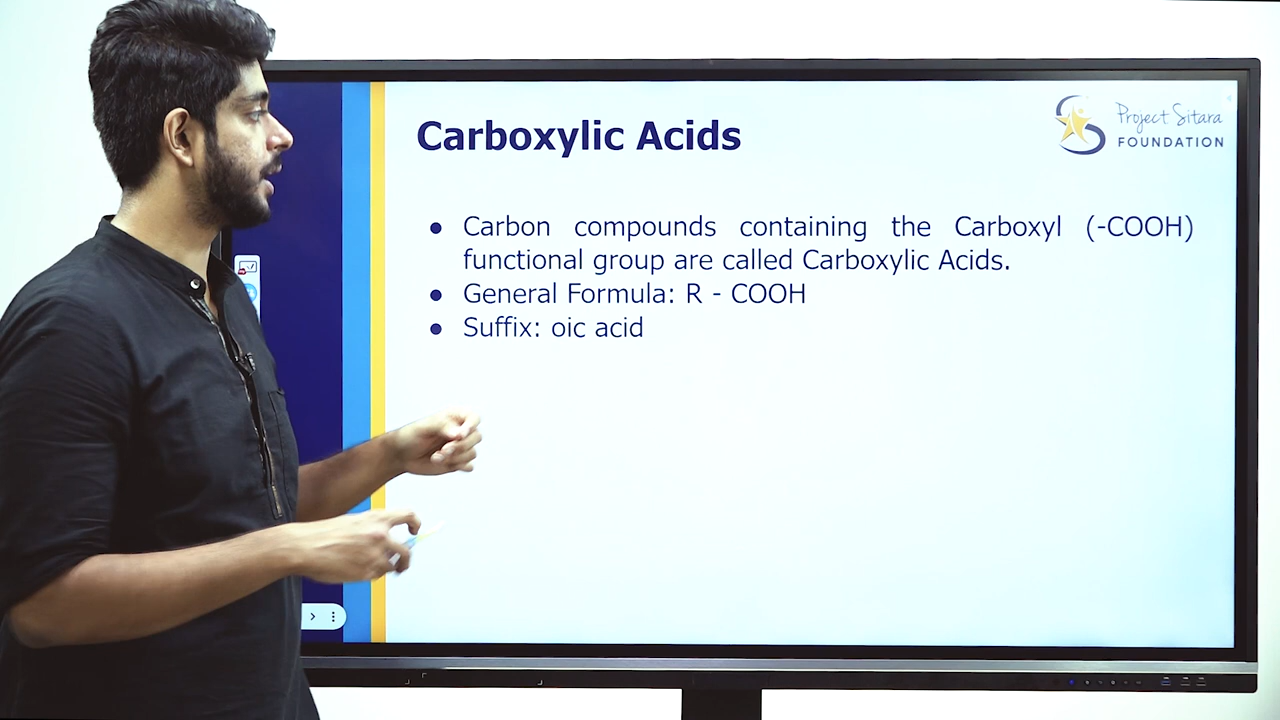 Carboxylic Acids
Project Sitara
FOUNDATION
● Carbon compounds containing the Carboxyl (-COOH)
functional group are called Carboxylic Acids.
● General Formula: R - COOH
● Suffix: oic acid